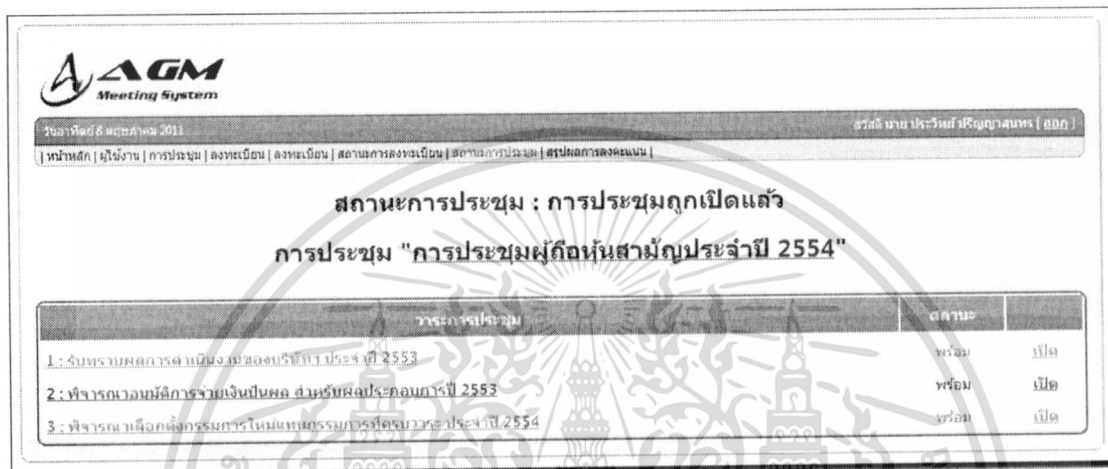 AGM
Meeting System
วันอาทิตย์ 8 พฤษภาคม 2011
สวัสดี นาย ประวิทย์ ปริญญาสุนทร [ ออก ]
| หน้าหลัก | ผู้ใช้งาน | การประชุม | ลงทะเบียน | ลงทะเบียน | สถานะการลงทะเบียน | สถานะการประชุม | สรุปผลการลงคะแนน |
สถานะการประชุม : การประชุมถูกเปิดแล้ว
การประชุม "การประชุมผู้ถือหุ้นสามัญประจำปี 2554"
วาระการประชุม สถานะ
1 : รับทราบผลการดำเนินงานของบริษัทฯ ประจำปี 2553 พร้อม เปิด
2 : พิจารณาอนุมัติการจ่ายเงินปันผล สำหรับผลประกอบการปี 2553 พร้อม เปิด
3 : พิจารณาเลือกตั้งกรรมการใหม่แทนกรรมการที่ครบวาระ ประจำปี 2554 พร้อม เปิด